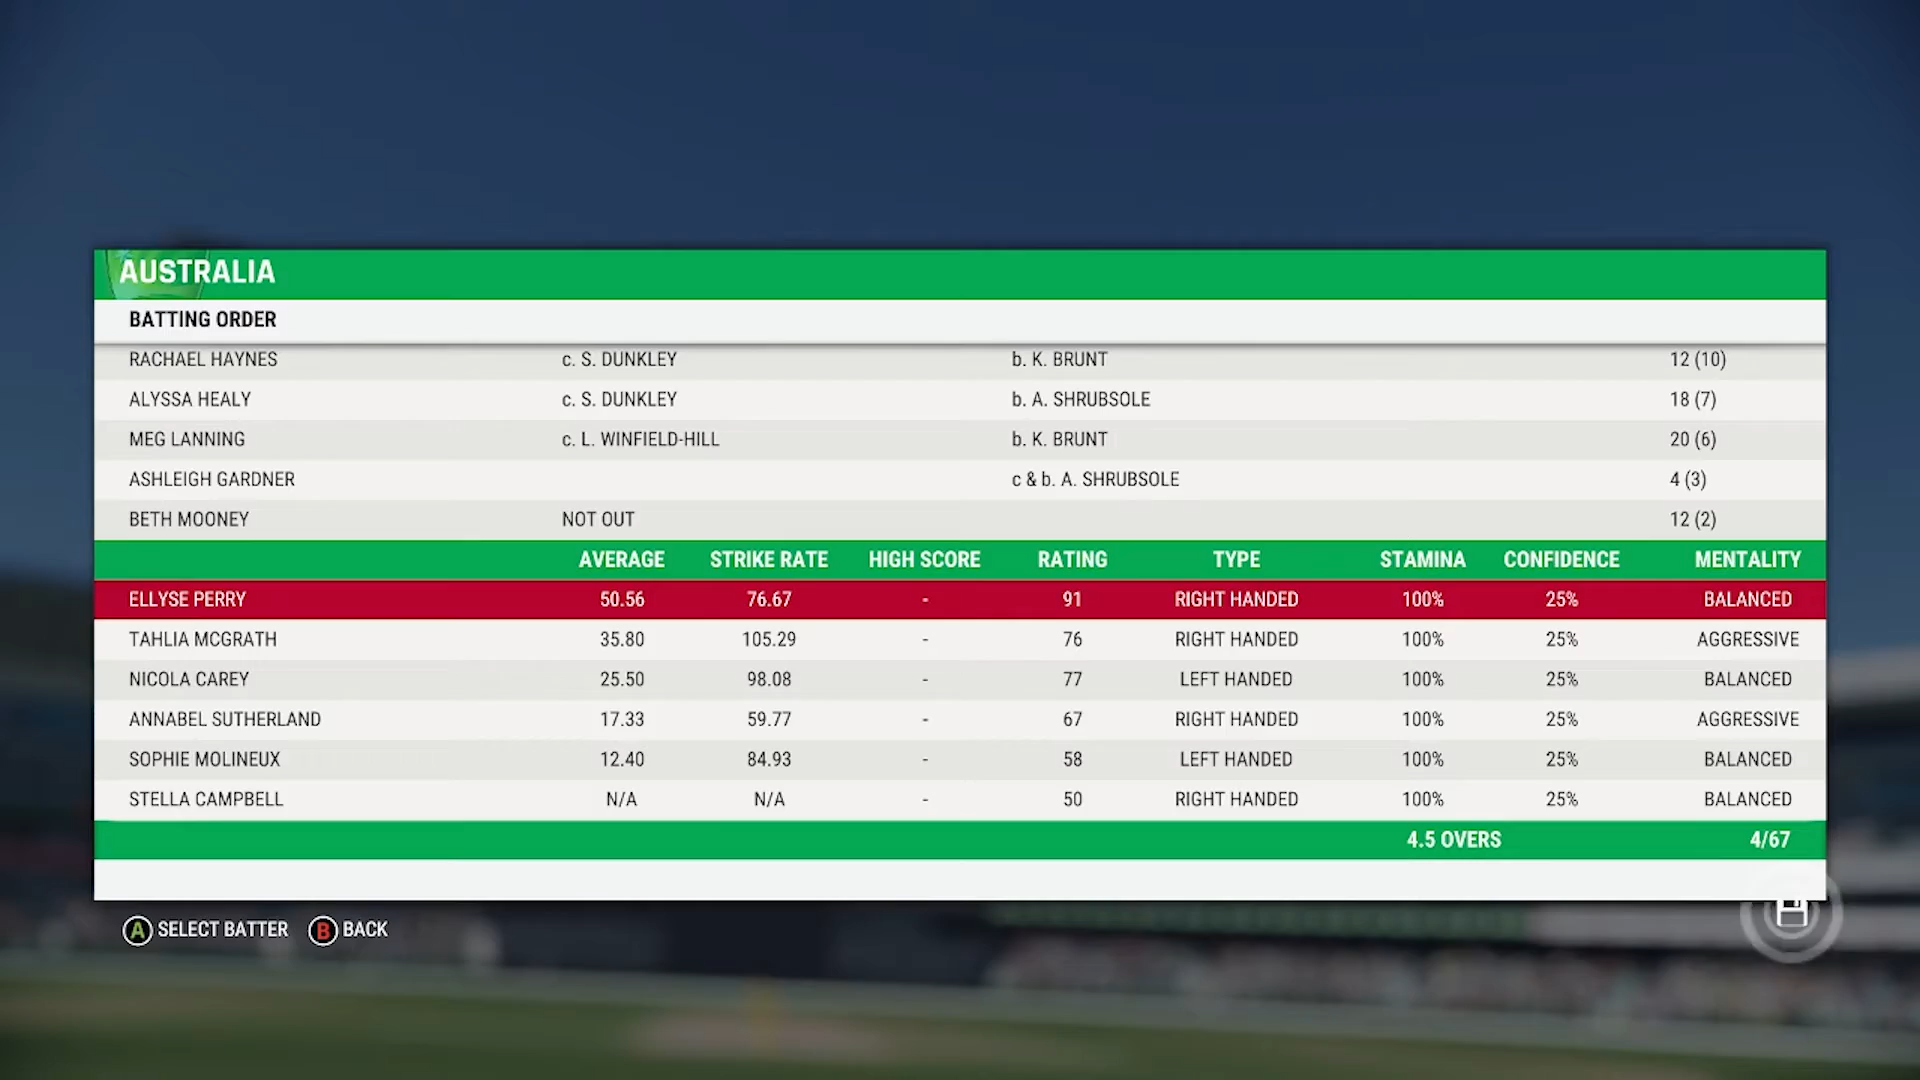 AUSTRALIA
BATTING ORDER
RACHAEL HAYNES c. S. DUNKLEY b. K. BRUNT 12 (10)
ALYSSA HEALY c. S. DUNKLEY b. A. SHRUBSOLE 18 (7)
MEG LANNING c. L. WINFIELD-HILL b. K. BRUNT 20 (6)
ASHLEIGH GARDNER c & b. A. SHRUBSOLE 4 (3)
BETH MOONEY NOT OUT 12 (2)
AVERAGE STRIKE RATE HIGH SCORE RATING TYPE STAMINA CONFIDENCE MENTALITY
ELLYSE PERRY 50.56 76.67 - 91 RIGHT HANDED 100% 25% BALANCED
TAHLIA MCGRATH 35.80 105.29 - 76 RIGHT HANDED 100% 25% AGGRESSIVE
NICOLA CAREY 25.50 98.08 - 77 LEFT HANDED 100% 25% BALANCED
ANNABEL SUTHERLAND 17.33 59.77 - 67 RIGHT HANDED 100% 25% AGGRESSIVE
SOPHIE MOLINEUX 12.40 84.93 - 58 LEFT HANDED 100% 25% BALANCED
STELLA CAMPBELL N/A N/A - 50 RIGHT HANDED 100% 25% BALANCED
4.5 OVERS 4/67
A SELECT BATTER B BACK